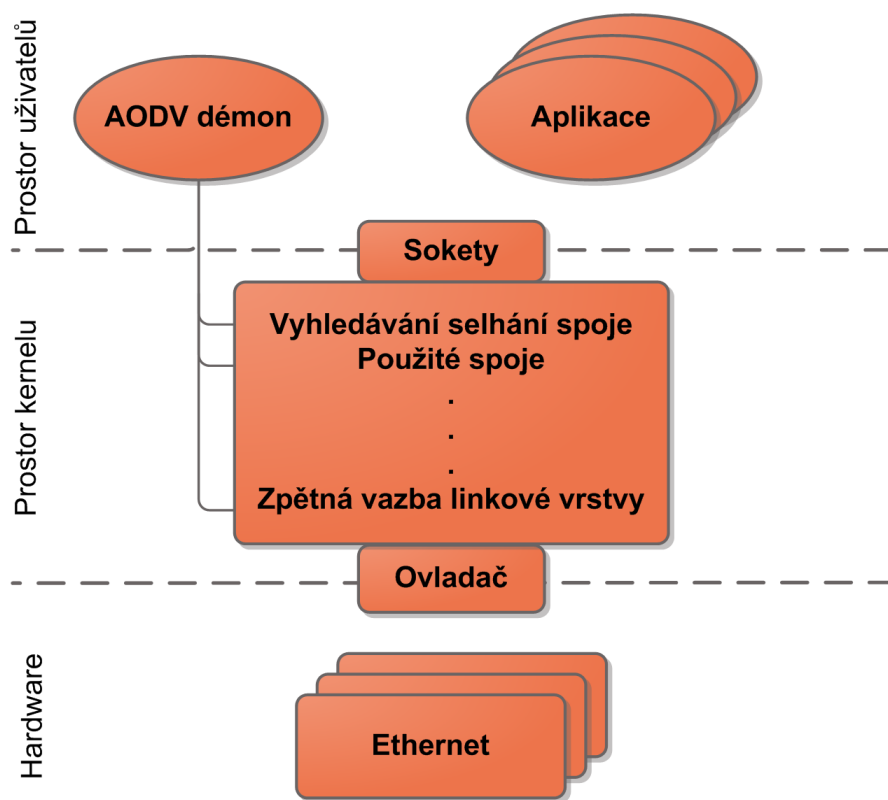 Prostor uživatelů
AODV démon
Aplikace
Sokety
Prostor kernelu
Vyhledávání selhání spoje
Použité spoje
.
.
.
Zpětná vazba linkové vrstvy
Ovladač
Hardware
Ethernet